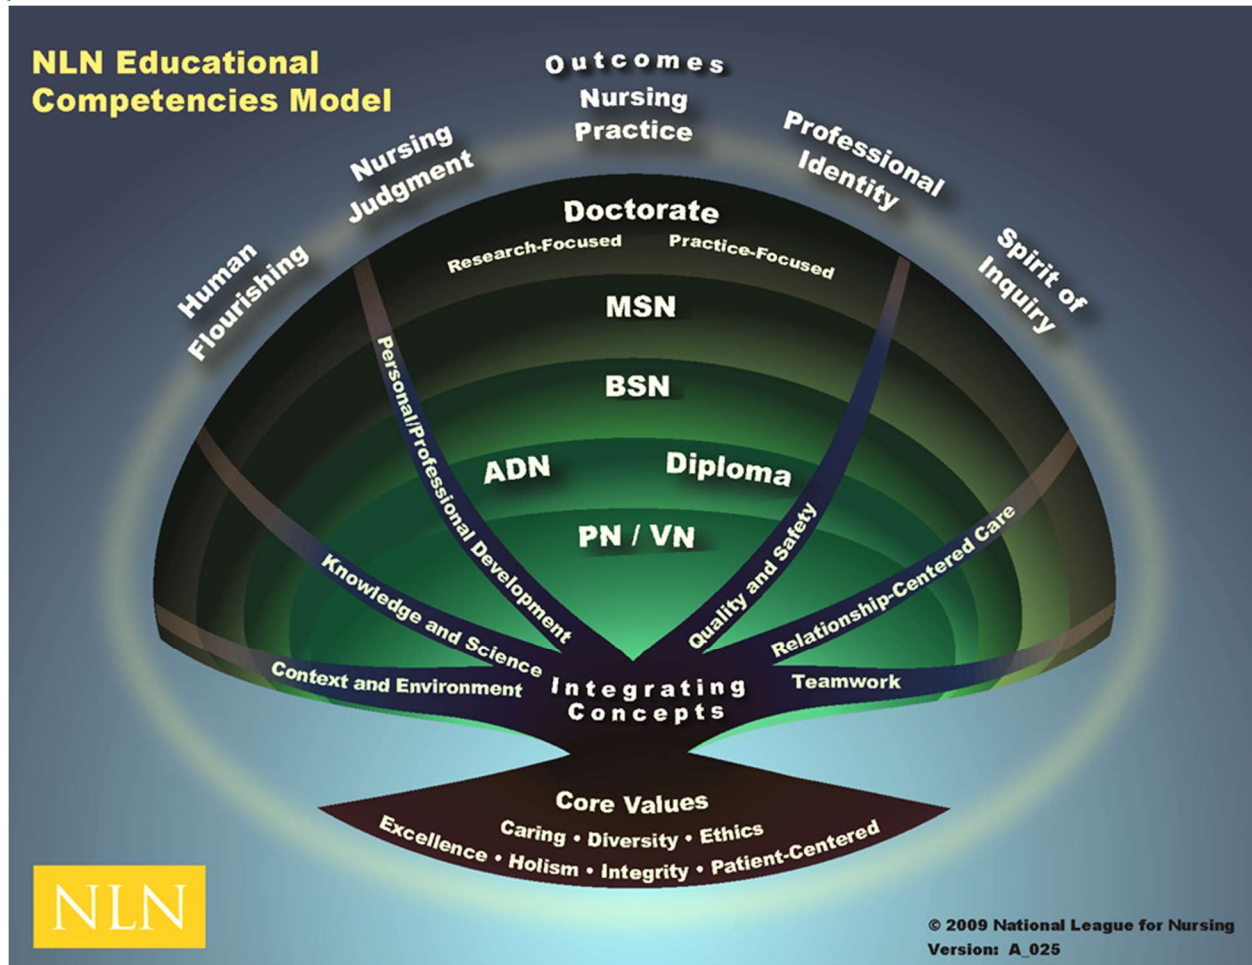 NLN Educational
Competencies Model
Outcomes
Human
Flourishing
Nursing
Judgment
Nursing
Practice
Professional
Identity
Spirit of
Inquiry
Doctorate
Research-Focused
Practice-Focused
MSN
BSN
ADN
Diploma
PN / VN
Context and Environment
Knowledge and Science
Personal/Professional Development
Quality and Safety
Relationship-Centered Care
Teamwork
Integrating
Concepts
Core Values
Caring • Diversity • Ethics
Excellence • Holism • Integrity • Patient-Centered
NLN
© 2009 National League for Nursing
Version: A_025